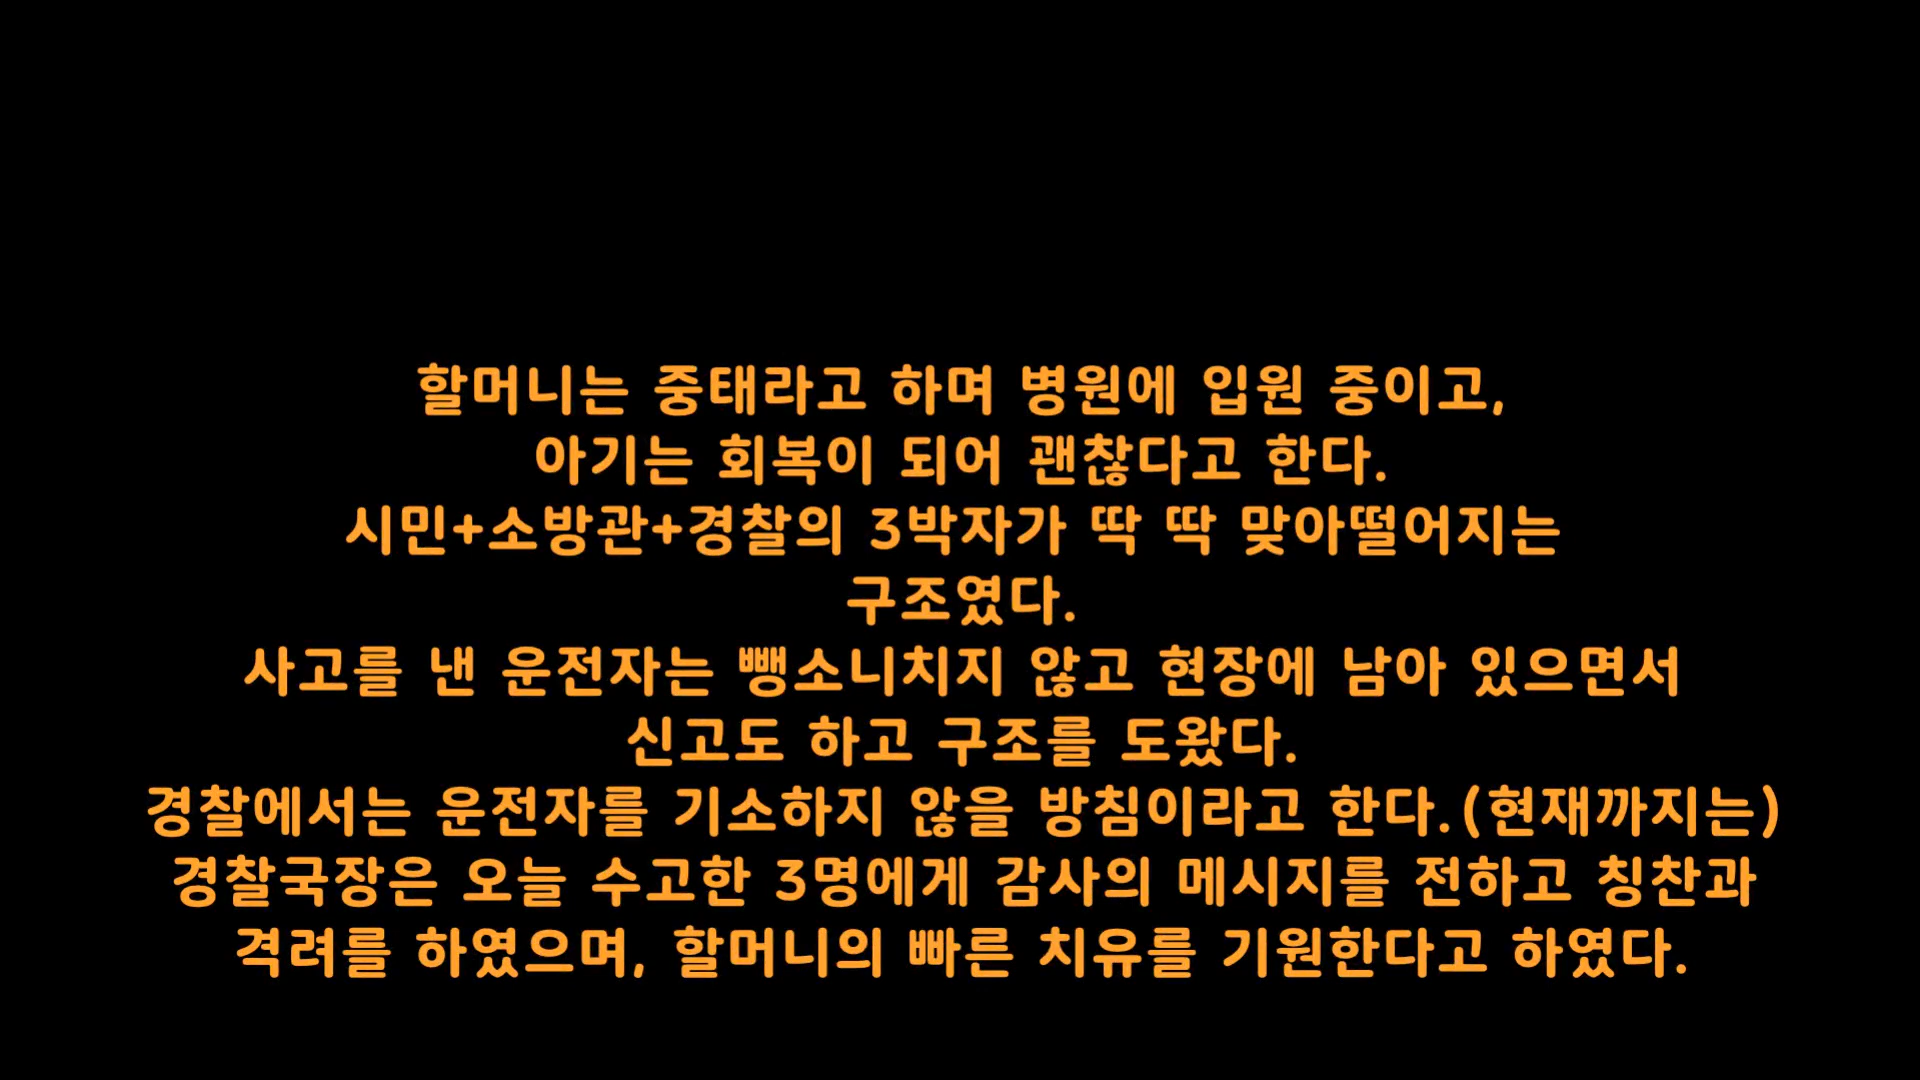 할머니는 중태라고 하며 병원에 입원 중이고,
아기는 회복이 되어 괜찮다고 한다.
시민+소방관+경찰의 3박자가 딱 딱 맞아떨어지는
구조였다.
사고를 낸 운전자는 뺑소니치지 않고 현장에 남아 있으면서
신고도 하고 구조를 도왔다.
경찰에서는 운전자를 기소하지 않을 방침이라고 한다.(현재까지는)
경찰국장은 오늘 수고한 3명에게 감사의 메시지를 전하고 칭찬과
격려를 하였으며, 할머니의 빠른 치유를 기원한다고 하였다.